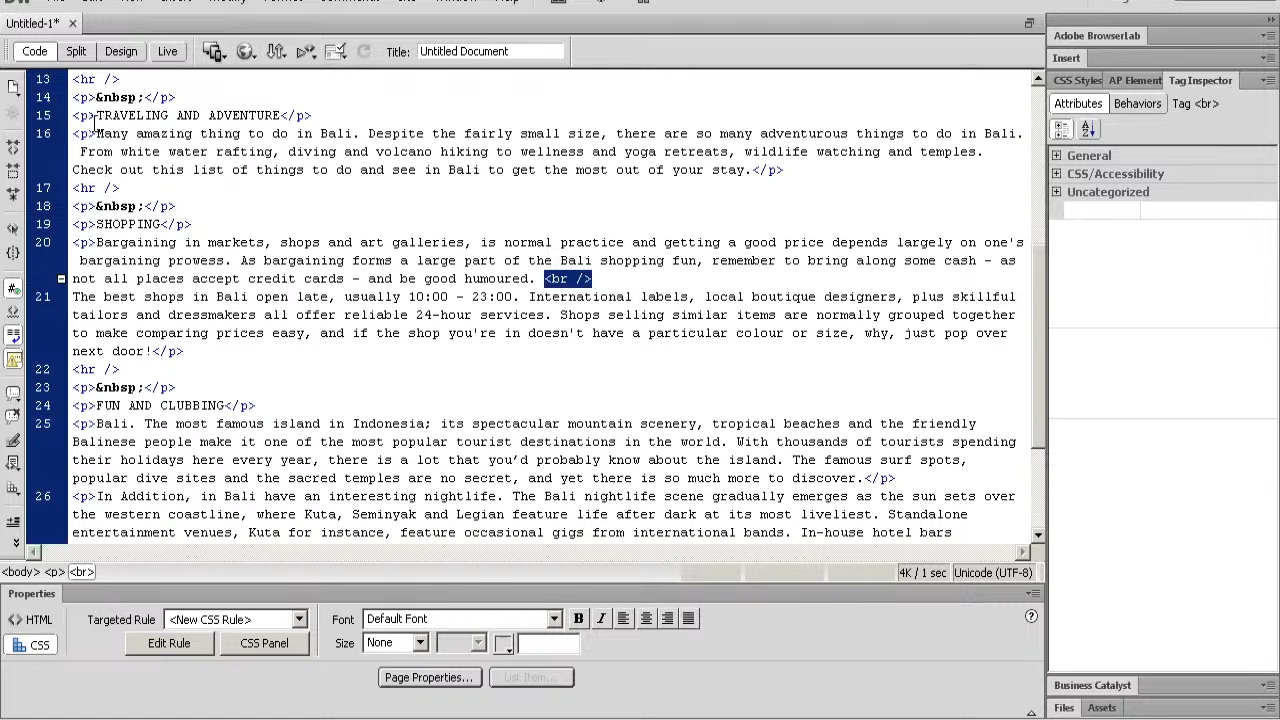 Untitled-1*
Code Split Design Live Title: Untitled Document
Adobe BrowserLab
Insert
CSS Styles AP Element Tag Inspector
Attributes Behaviors Tag <br>
General
CSS/Accessibility
Uncategorized
13 <hr />
14 <p>&nbsp;</p>
15 <p>TRAVELING AND ADVENTURE</p>
16 <p>Many amazing thing to do in Bali. Despite the fairly small size, there are so many adventurous things to do in Bali.
From white water rafting, diving and volcano hiking to wellness and yoga retreats, wildlife watching and temples.
Check out this list of things to do and see in Bali to get the most out of your stay.</p>
17 <hr />
18 <p>&nbsp;</p>
19 <p>SHOPPING</p>
20 <p>Bargaining in markets, shops and art galleries, is normal practice and getting a good price depends largely on one's
bargaining prowess. As bargaining forms a large part of the Bali shopping fun, remember to bring along some cash - as
not all places accept credit cards - and be good humoured. <br />
21 The best shops in Bali open late, usually 10:00 - 23:00. International labels, local boutique designers, plus skillful
tailors and dressmakers all offer reliable 24-hour services. Shops selling similar items are normally grouped together
to make comparing prices easy, and if the shop you're in doesn't have a particular colour or size, why, just pop over
next door!</p>
22 <hr />
23 <p>&nbsp;</p>
24 <p>FUN AND CLUBBING</p>
25 <p>Bali. The most famous island in Indonesia; its spectacular mountain scenery, tropical beaches and the friendly
Balinese people make it one of the most popular tourist destinations in the world. With thousands of tourists spending
their holidays here every year, there is a lot that you’d probably know about the island. The famous surf spots,
popular dive sites and the sacred temples are no secret, and yet there is so much more to discover.</p>
26 <p>In Addition, in Bali have an interesting nightlife. The Bali nightlife scene gradually emerges as the sun sets over
the western coastline, where Kuta, Seminyak and Legian feature life after dark at its most liveliest. Standalone
entertainment venues, Kuta for instance, feature occasional gigs from international bands. In-house hotel bars
<body> <p> <br> 4K / 1 sec Unicode (UTF-8)
Properties
HTML Targeted Rule <New CSS Rule> Font Default Font B I
CSS Edit Rule CSS Panel Size None
Page Properties... List Item...
Business Catalyst
Files Assets